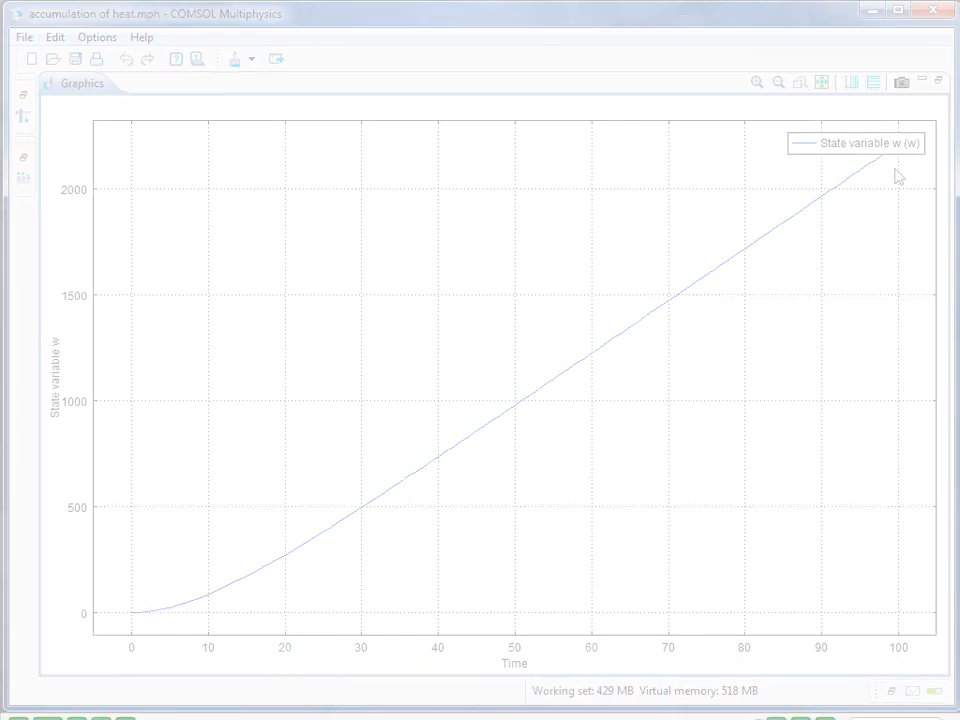 accumulation of heat.mph - COMSOL Multiphysics
File Edit Options Help
Graphics
State variable w (w)
2000
1500
1000
500
0
State variable w
0 10 20 30 40 50 60 70 80 90 100
Time
Working set: 429 MB Virtual memory: 518 MB